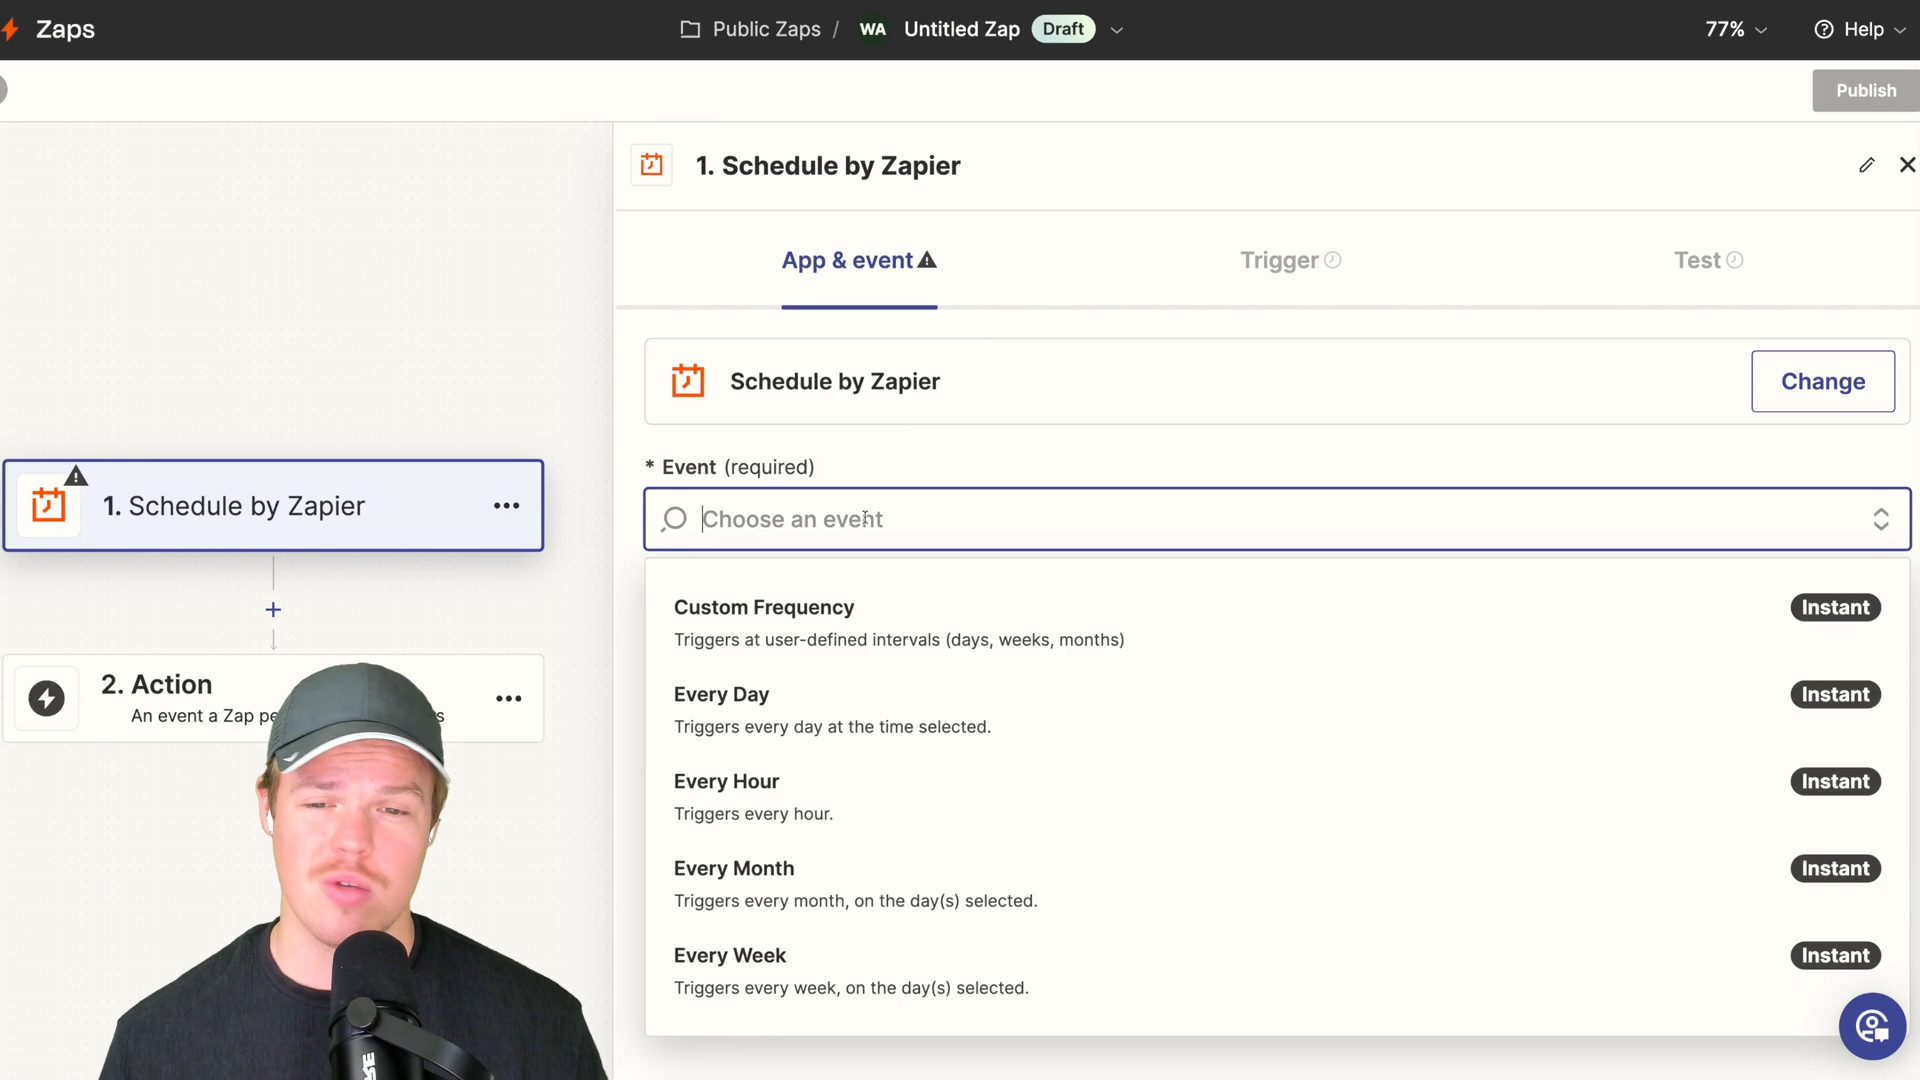 Zaps
Public Zaps / WA Untitled Zap Draft
77%
Help
Publish
1. Schedule by Zapier
App & event
Trigger
Test
Schedule by Zapier
Change
* Event (required)
Choose an event
Custom Frequency
Instant
Triggers at user-defined intervals (days, weeks, months)
Every Day
Instant
Triggers every day at the time selected.
Every Hour
Instant
Triggers every hour.
Every Month
Instant
Triggers every month, on the day(s) selected.
Every Week
Instant
Triggers every week, on the day(s) selected.
1. Schedule by Zapier
2. Action
An event a Zap